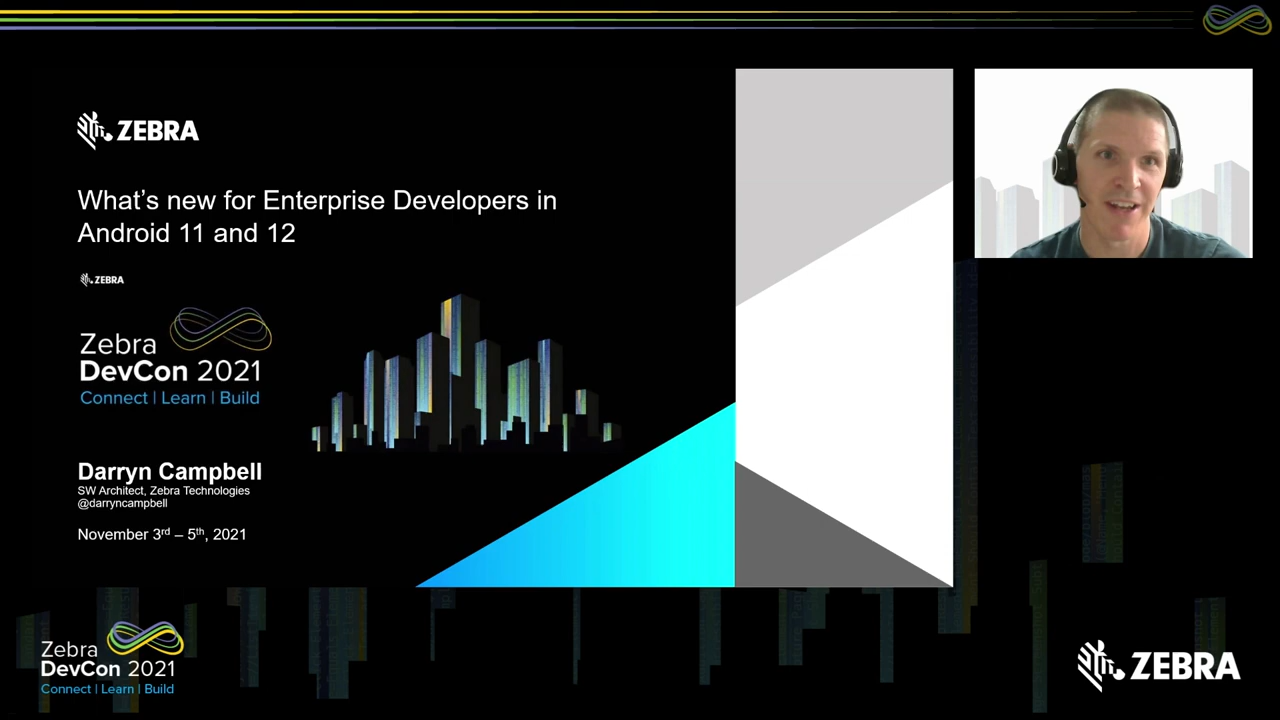 ZEBRA
What's new for Enterprise Developers in
Android 11 and 12
ZEBRA
Zebra
DevCon 2021
Connect | Learn | Build
Darryn Campbell
SW Architect, Zebra Technologies
@darryncampbell
November 3rd – 5th, 2021
Zebra
DevCon 2021
Connect | Learn | Build
ZEBRA